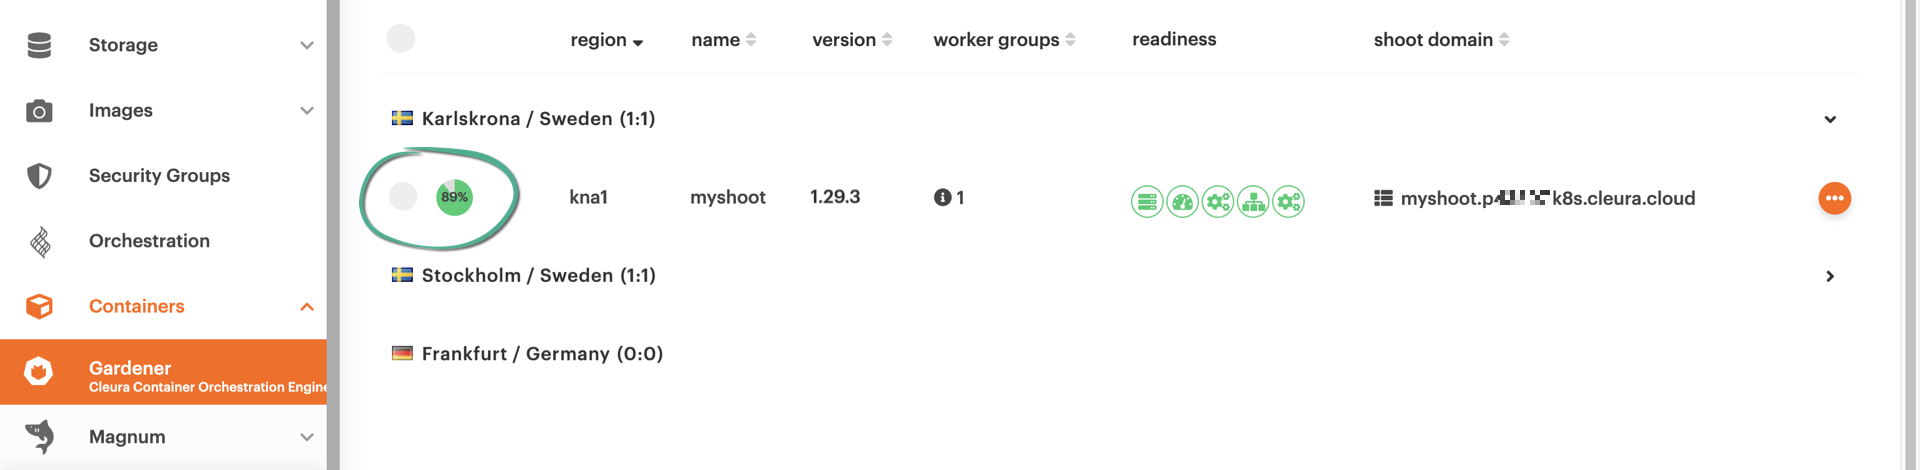 Storage
Images
Security Groups
Orchestration
Containers
Gardener
Cleura Container Orchestration Engine
Magnum
region name version worker groups readiness shoot domain
Karlskrona / Sweden (1:1)
89% kna1 myshoot 1.29.3 1 k8s.cleura.cloud
Stockholm / Sweden (1:1)
Frankfurt / Germany (0:0)